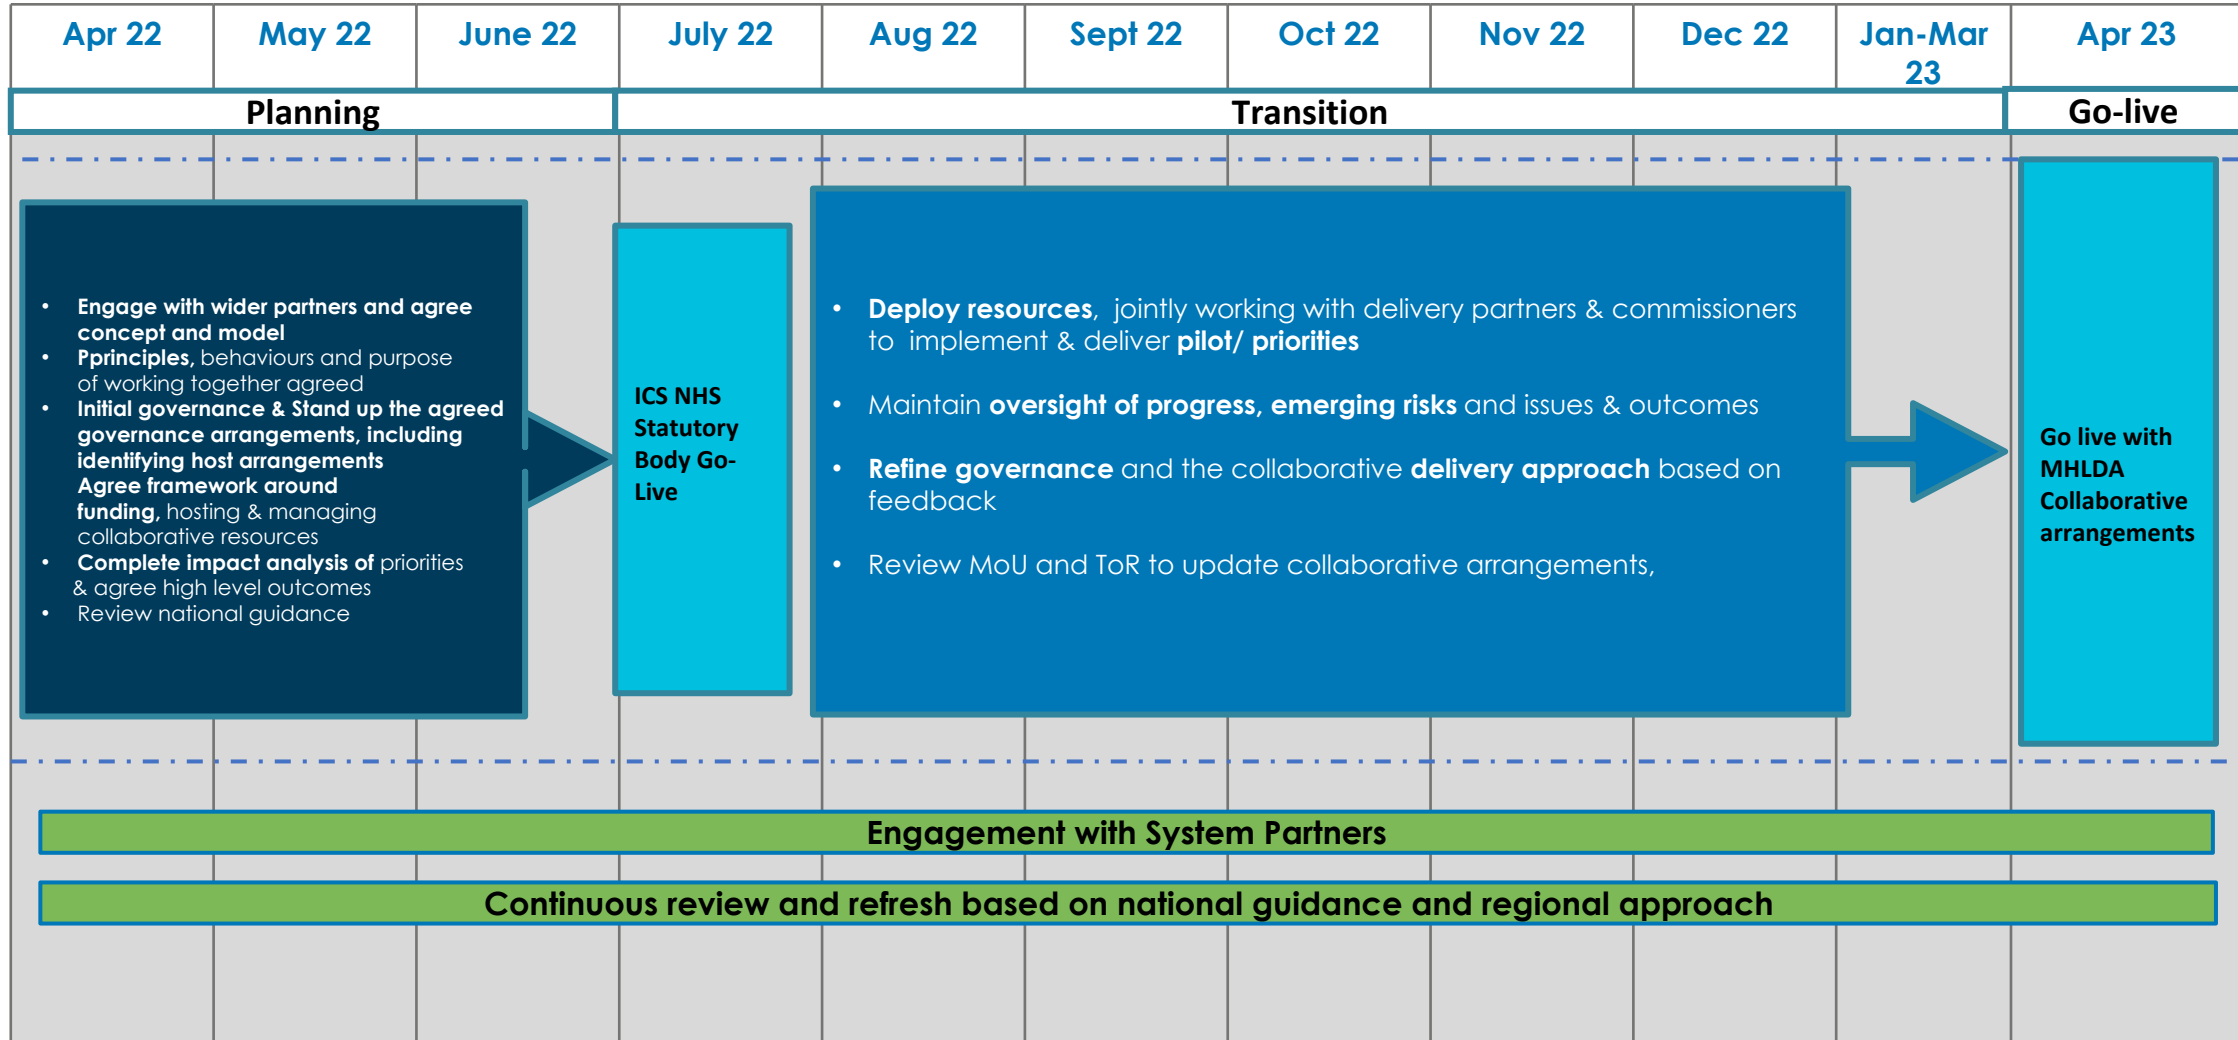 Apr 22
May 22
June 22
July 22
Aug 22
Sept 22
Oct 22
Nov 22
Dec 22
Jan-Mar
23
Apr 23
Planning
Transition
Go-live
• Engage with wider partners and agree
concept and model
• Pprinciples, behaviours and purpose
of working together agreed
• Initial governance & Stand up the agreed
governance arrangements, including
identifying host arrangements
Agree framework around
funding, hosting & managing
collaborative resources
• Complete impact analysis of priorities
& agree high level outcomes
• Review national guidance
ICS NHS
Statutory
Body Go-
Live
• Deploy resources, jointly working with delivery partners & commissioners
to implement & deliver pilot/ priorities
• Maintain oversight of progress, emerging risks and issues & outcomes
• Refine governance and the collaborative delivery approach based on
feedback
• Review MoU and ToR to update collaborative arrangements,
Go live with
MHLDA
Collaborative
arrangements
Engagement with System Partners
Continuous review and refresh based on national guidance and regional approach